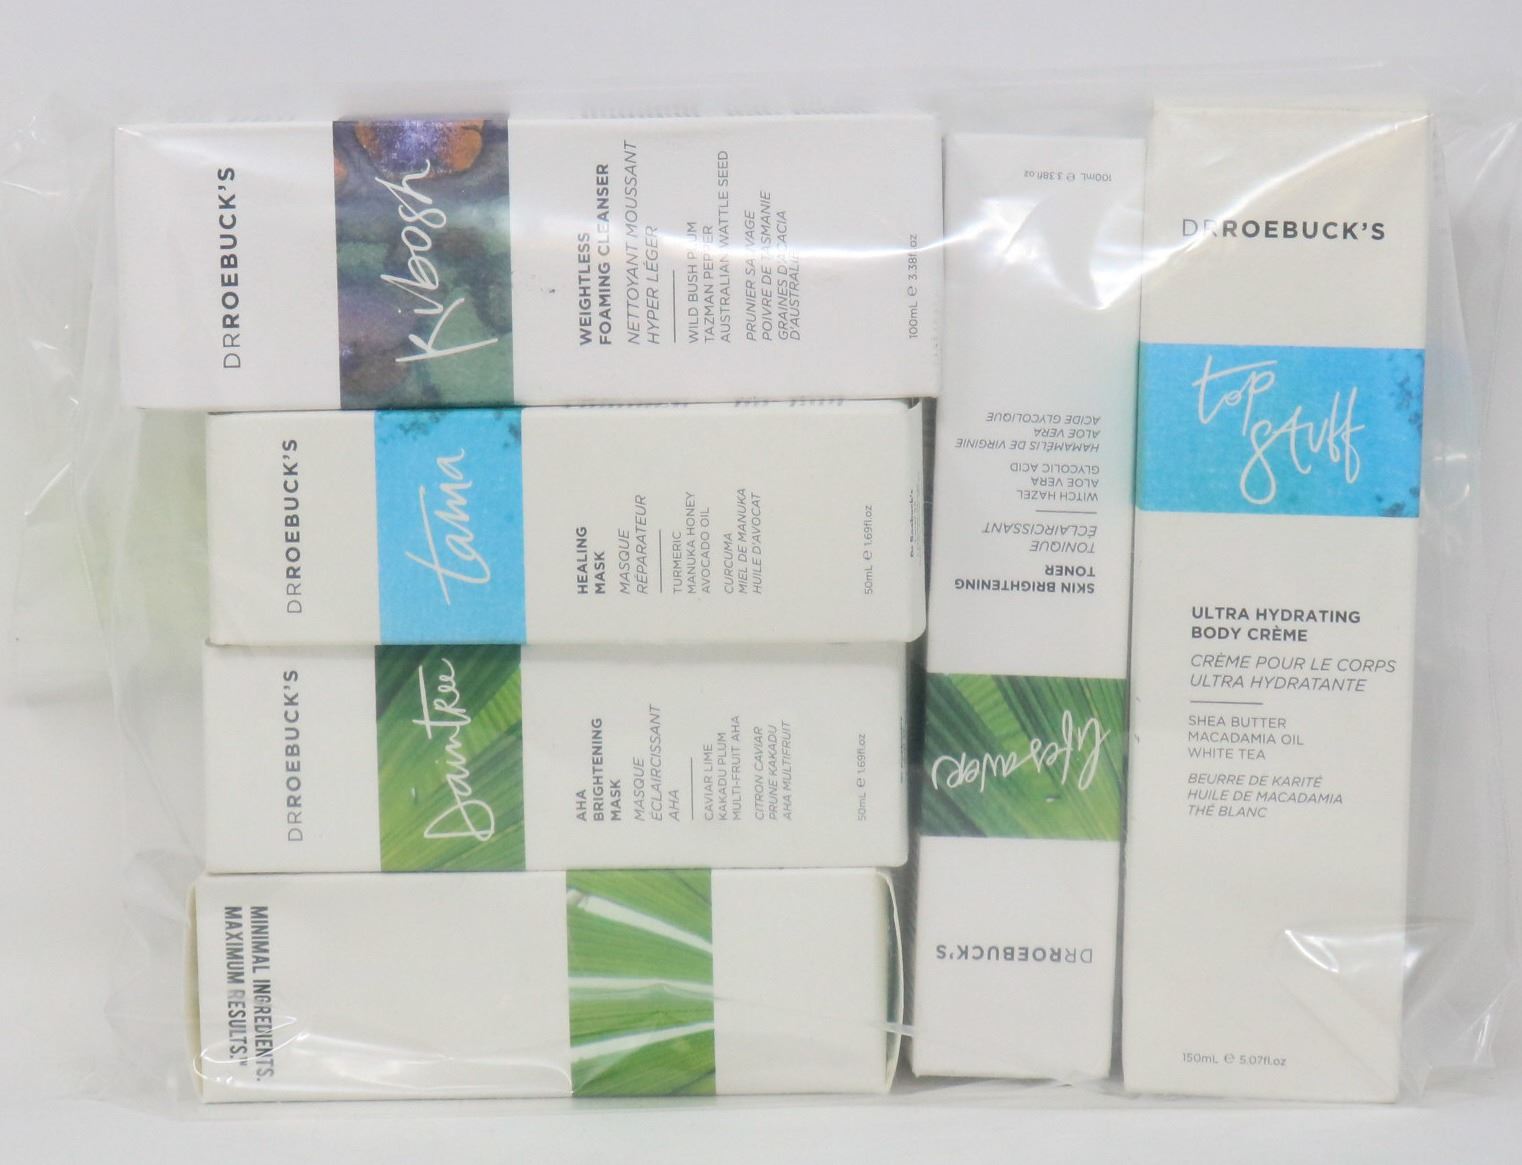 DRROEBUCK'S
Kibosh
WEIGHTLESS
FOAMING CLEANSER
NETTOYANT MOUSSANT
HYPER LÉGER
WILD BUSH PLUM
TAZMAN PEPPER
AUSTRALIAN WATTLE SEED
PRUNIER SAUVAGE
POIVRE DE TASMANIE
GRAINES D'ACACIA
D'AUSTRALIE
100mL e 3.38fl.oz
DRROEBUCK'S
tama
HEALING
MASK
MASQUE
RÉPARATEUR
TURMERIC
MANUKA HONEY
AVOCADO OIL
CURCUMA
MIEL DE MANUKA
HUILE D'AVOCAT
50mL e 1.69fl.oz
DRROEBUCK'S
Daintree
AHA
BRIGHTENING
MASK
MASQUE
ÉCLAIRCISSANT
AHA
CAVIAR LIME
KAKADU PLUM
MULTI-FRUIT AHA
CITRON CAVIAR
PRUNE KAKADU
AHA MULTIFRUIT
50mL e 1.69fl.oz
MINIMAL INGREDIENTS.
MAXIMUM RESULTS.™
DRROEBUCK'S
lifesaver
SKIN BRIGHTENING
TONER
TONIQUE
ÉCLAIRCISSANT
WITCH HAZEL
ALOE VERA
GLYCOLIC ACID
HAMAMÉLIS DE VIRGINIE
ALOE VERA
ACIDE GLYCOLIQUE
100mL e 3.38fl.oz
DRROEBUCK'S
top
stuff
ULTRA HYDRATING
BODY CRÈME
CRÈME POUR LE CORPS
ULTRA HYDRATANTE
SHEA BUTTER
MACADAMIA OIL
WHITE TEA
BEURRE DE KARITÉ
HUILE DE MACADAMIA
THÉ BLANC
150mL e 5.07fl.oz